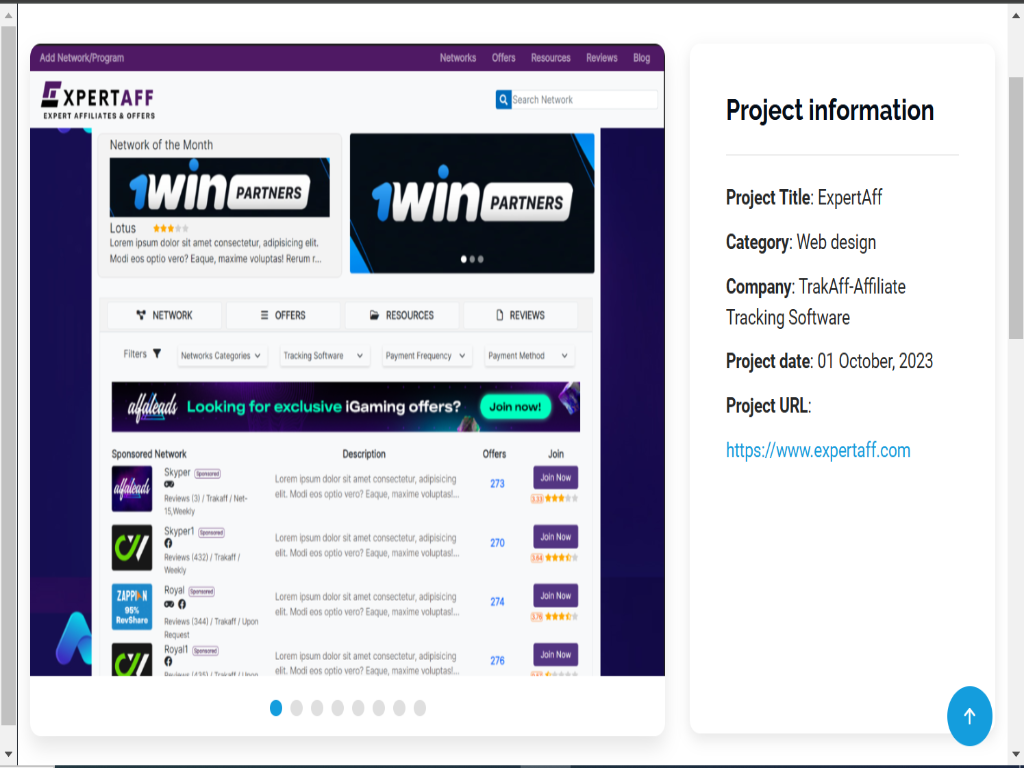 Add Network/Program
Networks Offers Resources Reviews Blog
EXPERTAFF
EXPERT AFFILIATES & OFFERS
Search Network
Network of the Month
1win PARTNERS
Lotus
Lorem ipsum dolor sit amet consectetur, adipisicing elit.
Modi eos optio vero? Eaque, maxime voluptas! Rerum r...
1win PARTNERS
NETWORK OFFERS RESOURCES REVIEWS
Filters Networks Categories Tracking Software Payment Frequency Payment Method
alfaleads Looking for exclusive iGaming offers? Join now!
Sponsored Network Description Offers Join
alfaleads
Skyper Sponsored
Reviews (3) / Trakaff / Net-
15,Weekly
Lorem ipsum dolor sit amet consectetur, adipisicing
elit. Modi eos optio vero? Eaque, maxime voluptas!...
273
Join Now
3.33
Skyper1 Sponsored
Reviews (432) / Trakaff /
Weekly
Lorem ipsum dolor sit amet consectetur, adipisicing
elit. Modi eos optio vero? Eaque, maxime voluptas!...
270
Join Now
3.64
ZAPPION
95%
RevShare
Royal Sponsored
Reviews (344) / Trakaff / Upon
Request
Lorem ipsum dolor sit amet consectetur, adipisicing
elit. Modi eos optio vero? Eaque, maxime voluptas!...
274
Join Now
3.76
Royal1 Sponsored
Reviews (435) / Trakaff / Upon
Lorem ipsum dolor sit amet consectetur, adipisicing
elit. Modi eos optio vero? Eaque, maxime voluptas!...
276
Join Now
Project information
Project Title: ExpertAff
Category: Web design
Company: TrakAff-Affiliate
Tracking Software
Project date: 01 October, 2023
Project URL:
https://www.expertaff.com